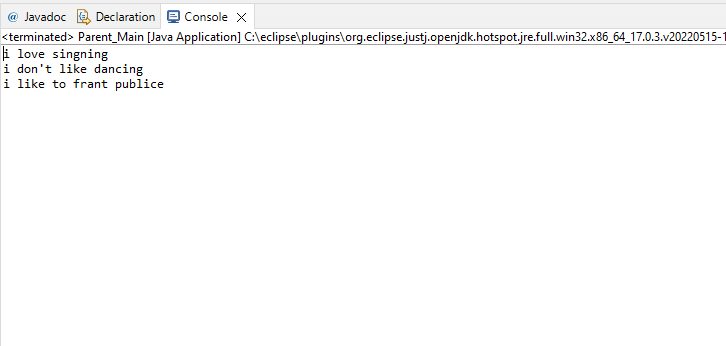 @ Javadoc Declaration Console
<terminated> Parent_Main [Java Application] C:\eclipse\plugins\org.eclipse.justj.openjdk.hotspot.jre.full.win32.x86_64_17.0.3.v20220515-1
i love singning
i don't like dancing
i like to frant publice